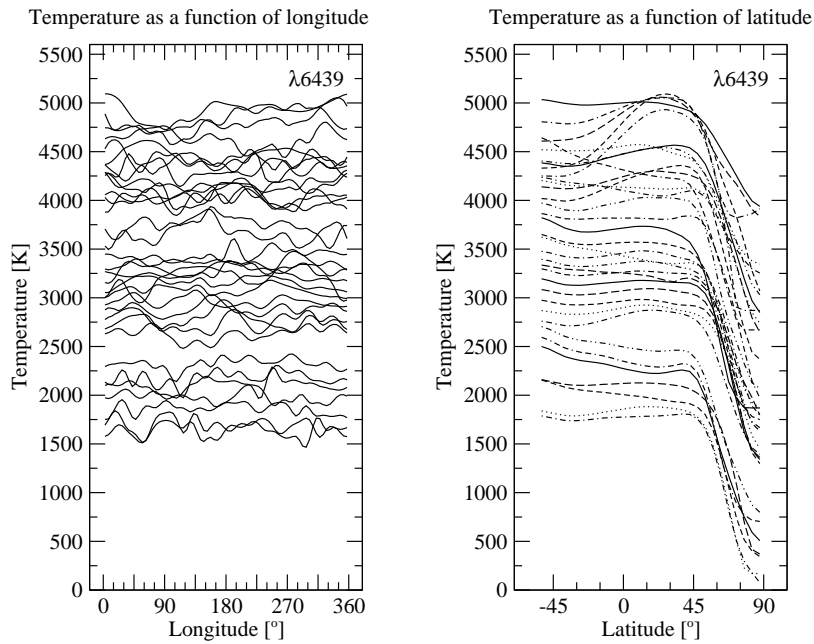 Temperature as a function of longitude
Temperature as a function of latitude
λ6439
λ6439
5500
5000
4500
4000
3500
3000
2500
2000
1500
1000
500
0
Temperature [K]
0 90 180 270 360
Longitude [º]
5500
5000
4500
4000
3500
3000
2500
2000
1500
1000
500
0
Temperature [K]
-45 0 45 90
Latitude [º]